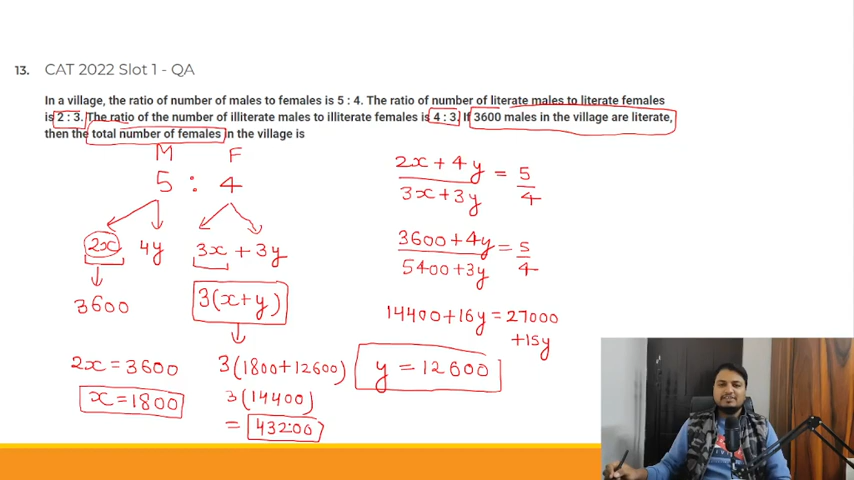 13. CAT 2022 Slot 1 - QA
In a village, the ratio of number of males to females is 5 : 4. The ratio of number of literate males to literate females
is 2 : 3. The ratio of the number of illiterate males to illiterate females is 4 : 3. If 3600 males in the village are literate,
then the total number of females in the village is
M F
5 : 4
2x 4y 3x + 3y
3600
3(x+y)
2x = 3600
x = 1800
3(1800+12600)
3(14400)
= 43200
2x + 4y / 3x + 3y = 5/4
3600 + 4y / 5400 + 3y = 5/4
14400 + 16y = 27000
+ 15y
y = 12600